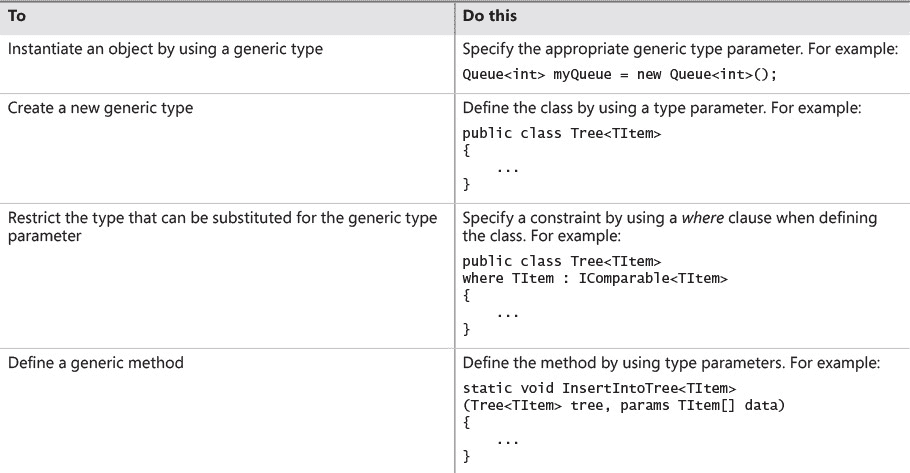 To
Do this
Instantiate an object by using a generic type
Specify the appropriate generic type parameter. For example:
Queue<int> myQueue = new Queue<int>();
Create a new generic type
Define the class by using a type parameter. For example:
public class Tree<TItem>
{
    ...
}
Restrict the type that can be substituted for the generic type
parameter
Specify a constraint by using a where clause when defining
the class. For example:
public class Tree<TItem>
where TItem : IComparable<TItem>
{
    ...
}
Define a generic method
Define the method by using type parameters. For example:
static void InsertIntoTree<TItem>
(Tree<TItem> tree, params TItem[] data)
{
    ...
}